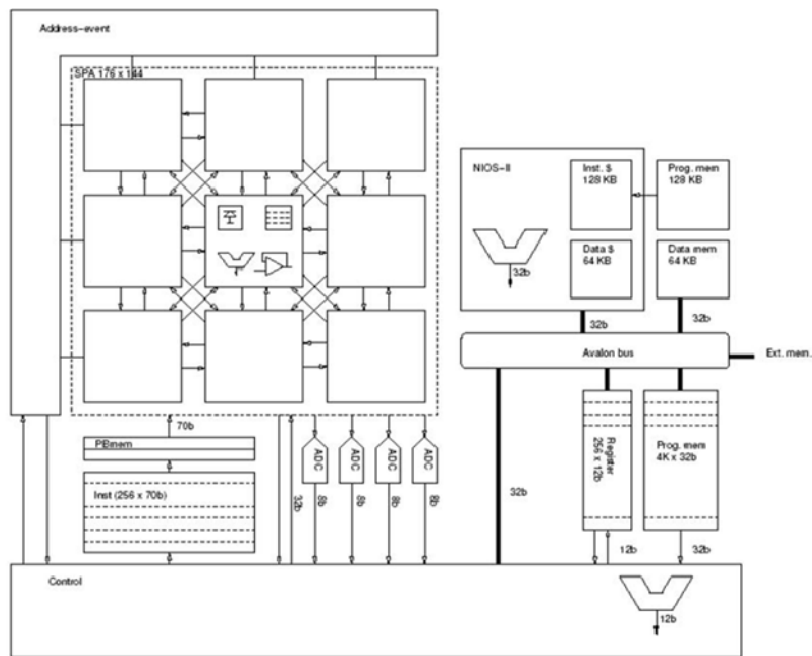 Address-event
SPA 176 x 144
NIOS-II
Inst. $
128 KB
Prog. mem
128 KB
Data $
64 KB
Data mem
64 KB
32b
32b
32b
Avalon bus
Ext. mem.
70b
PIBmem
Inst (256 x 70b)
ADC
ADC
ADC
ADC
32b
8b
8b
8b
8b
32b
Register
256 x 12b
Prog. mem
4K x 32b
12b
32b
Control
12b